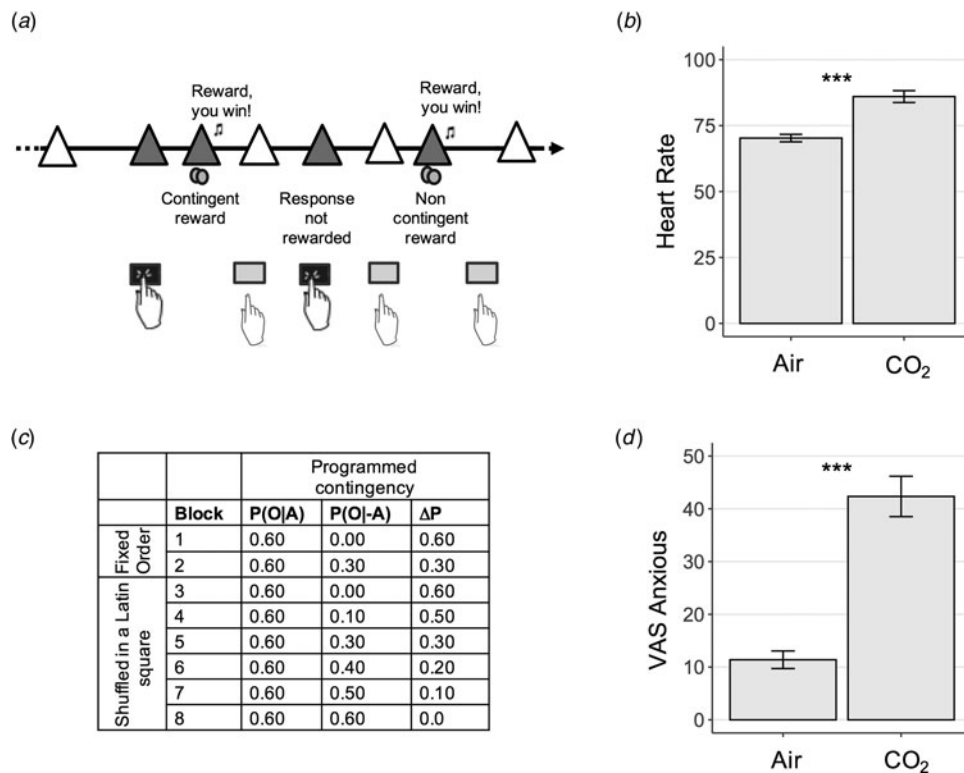 (a)
Reward,
you win!
Reward,
you win!
Contingent
reward
Response
not
rewarded
Non
contingent
reward
(b)
100
75
50
25
0
Heart Rate
***
Air
CO₂
(c)
Programmed
contingency
Block P(O|A) P(O|-A) ΔP
Fixed
Order
1 0.60 0.00 0.60
2 0.60 0.30 0.30
Shuffled in a Latin
square
3 0.60 0.00 0.60
4 0.60 0.10 0.50
5 0.60 0.30 0.30
6 0.60 0.40 0.20
7 0.60 0.50 0.10
8 0.60 0.60 0.0
(d)
50
40
30
20
10
0
VAS Anxious
***
Air
CO₂